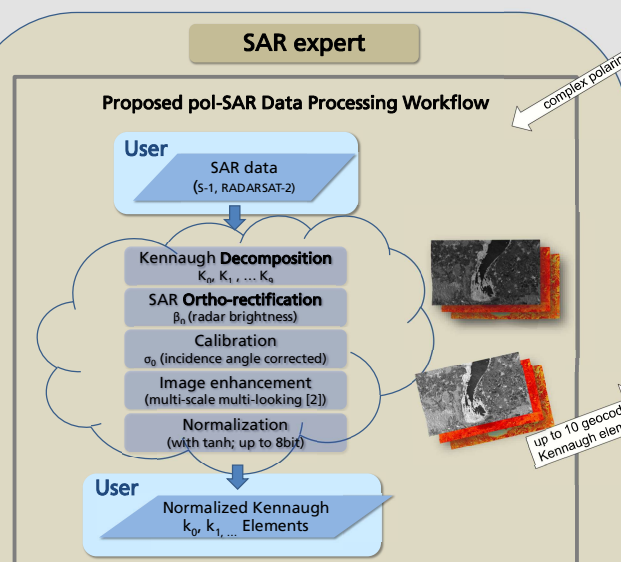 SAR expert
complex polarim
Proposed pol-SAR Data Processing Workflow
User
SAR data
(S-1, RADARSAT-2)
Kennaugh Decomposition
K₀, K₁ , ... K₉
SAR Ortho-rectification
β₀ (radar brightness)
Calibration
σ₀ (incidence angle corrected)
Image enhancement
(multi-scale multi-looking [2])
Normalization
(with tanh; up to 8bit)
up to 10 geocod
Kennaugh elem
User
Normalized Kennaugh
k₀, k₁, ... Elements